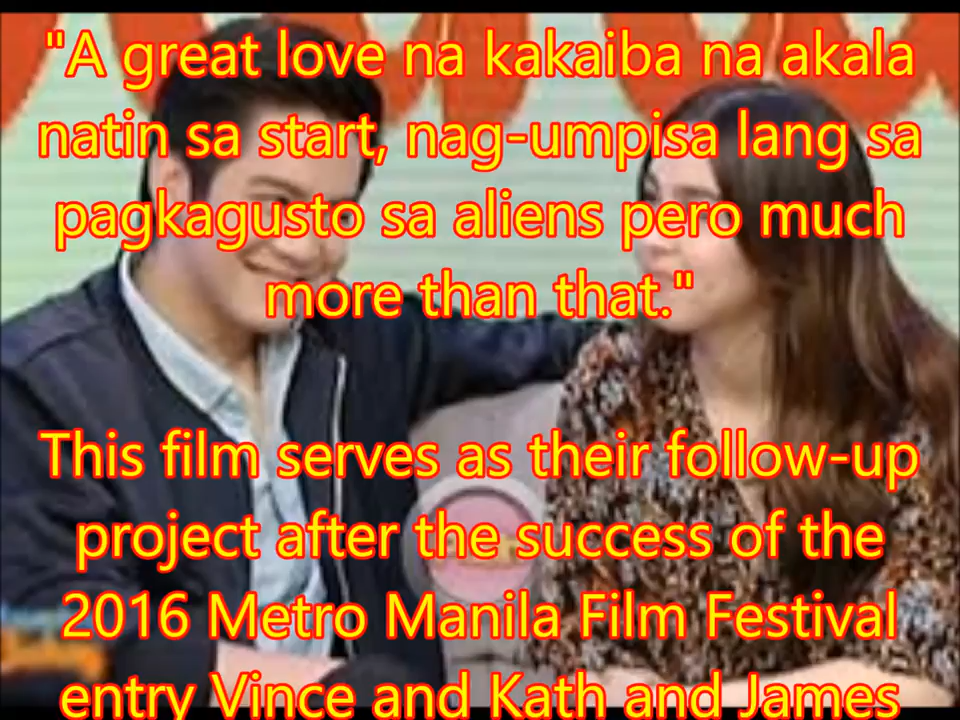 "A great love na kakaiba na akala
natin sa start, nag-umpisa lang sa
pagkagusto sa aliens pero much
more than that."
This film serves as their follow-up
project after the success of the
2016 Metro Manila Film Festival
entry Vince and Kath and James